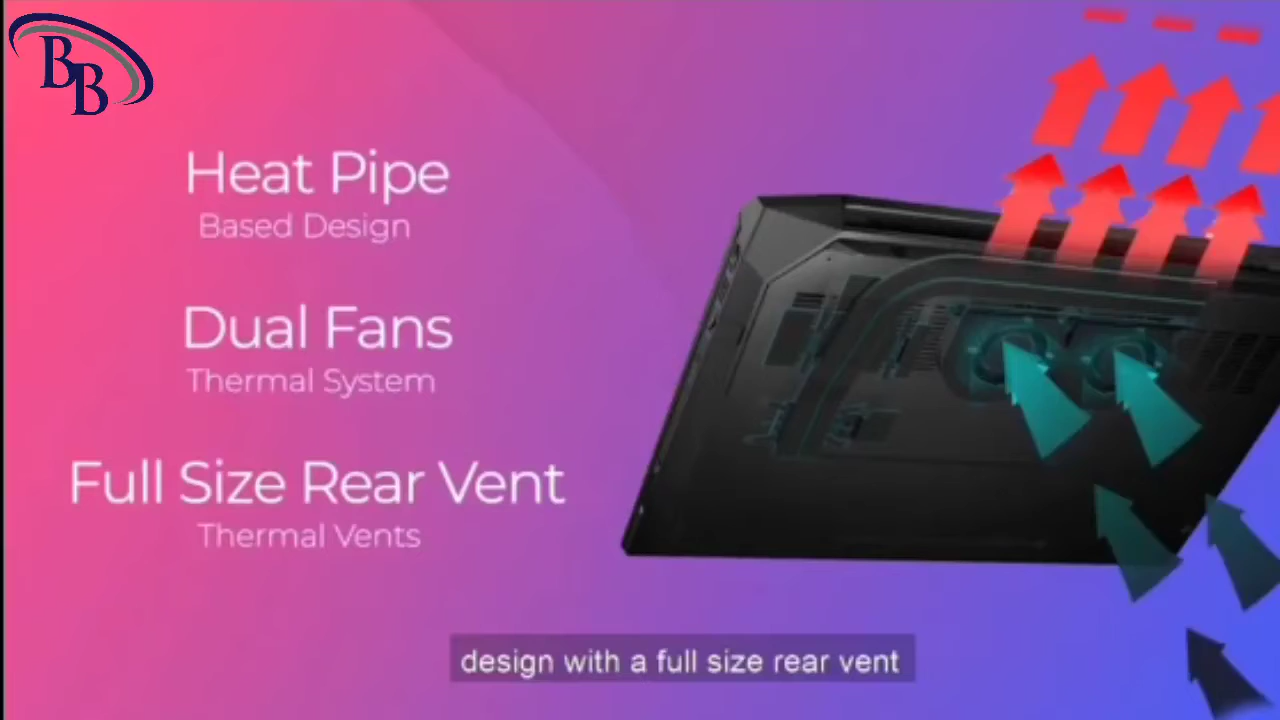 BB
Heat Pipe
Based Design
Dual Fans
Thermal System
Full Size Rear Vent
Thermal Vents
design with a full size rear vent